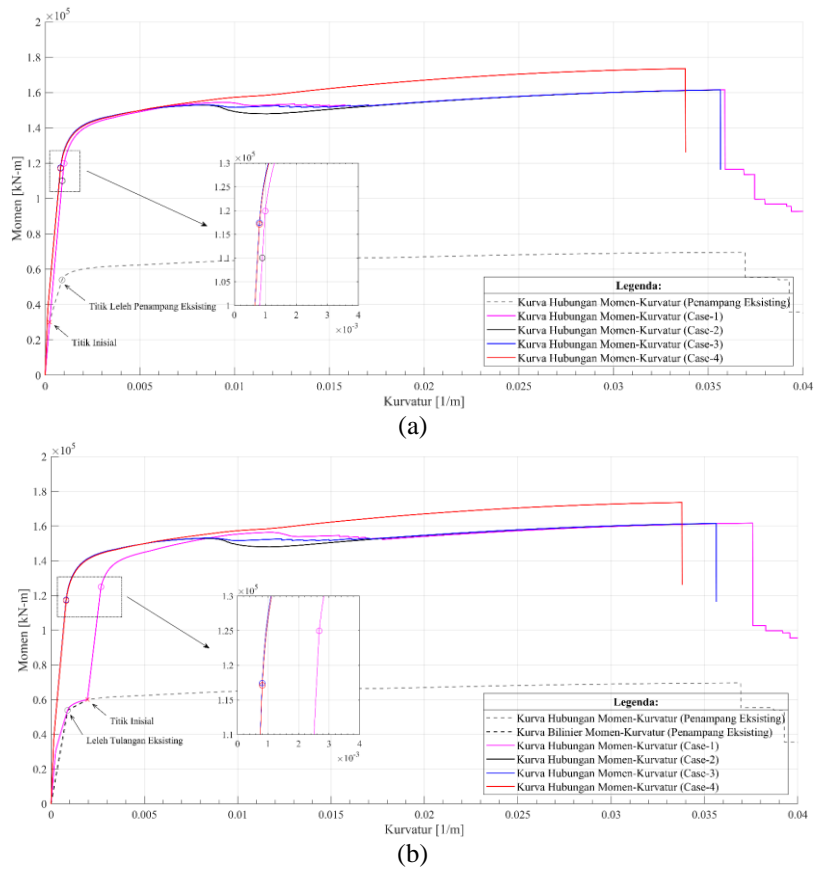 ×10⁵
2
1.8
1.6
1.4
1.2
1
0.8
0.6
0.4
0.2
0
Momen [kN-m]
×10⁵
1.3
1.2
1.15
1.1
1.05
1
0 1 2 3 4
×10⁻³
Titik Leleh Penampang Eksisting
Titik Inisial
Legenda:
Kurva Hubungan Momen-Kurvatur (Penampang Eksisting)
Kurva Hubungan Momen-Kurvatur (Case-1)
Kurva Hubungan Momen-Kurvatur (Case-2)
Kurva Hubungan Momen-Kurvatur (Case-3)
Kurva Hubungan Momen-Kurvatur (Case-4)
0 0.005 0.01 0.015 0.02 0.025 0.03 0.035 0.04
Kurvatur [1/m]
(a)
×10⁵
2
1.8
1.6
1.4
1.2
1
0.8
0.6
0.4
0.2
0
Momen [kN-m]
×10⁵
1.3
1.25
1.2
1.15
1.1
0 1 2 3 4
×10⁻³
Titik Inisial
Leleh Tulangan Eksisting
Legenda:
Kurva Hubungan Momen-Kurvatur (Penampang Eksisting)
Kurva Bilinier Momen-Kurvatur (Penampang Eksisting)
Kurva Hubungan Momen-Kurvatur (Case-1)
Kurva Hubungan Momen-Kurvatur (Case-2)
Kurva Hubungan Momen-Kurvatur (Case-3)
Kurva Hubungan Momen-Kurvatur (Case-4)
0 0.005 0.01 0.015 0.02 0.025 0.03 0.035 0.04
Kurvatur [1/m]
(b)